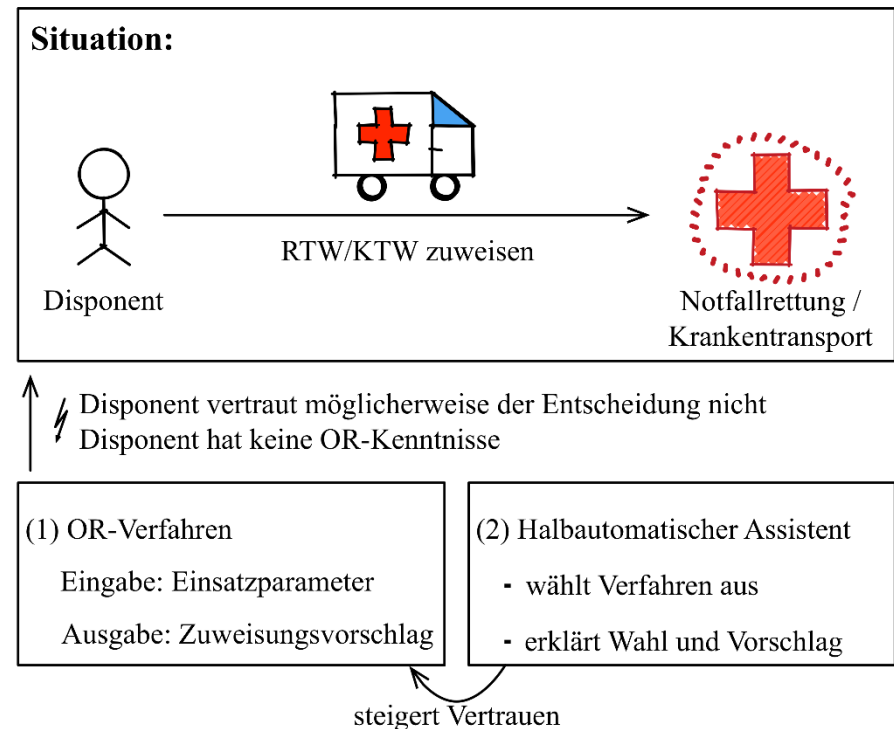 Situation:
RTW/KTW zuweisen
Disponent
Notfallrettung /
Krankentransport
Disponent vertraut möglicherweise der Entscheidung nicht
Disponent hat keine OR-Kenntnisse
(1) OR-Verfahren
Eingabe: Einsatzparameter
Ausgabe: Zuweisungsvorschlag
(2) Halbautomatischer Assistent
- wählt Verfahren aus
- erklärt Wahl und Vorschlag
steigert Vertrauen